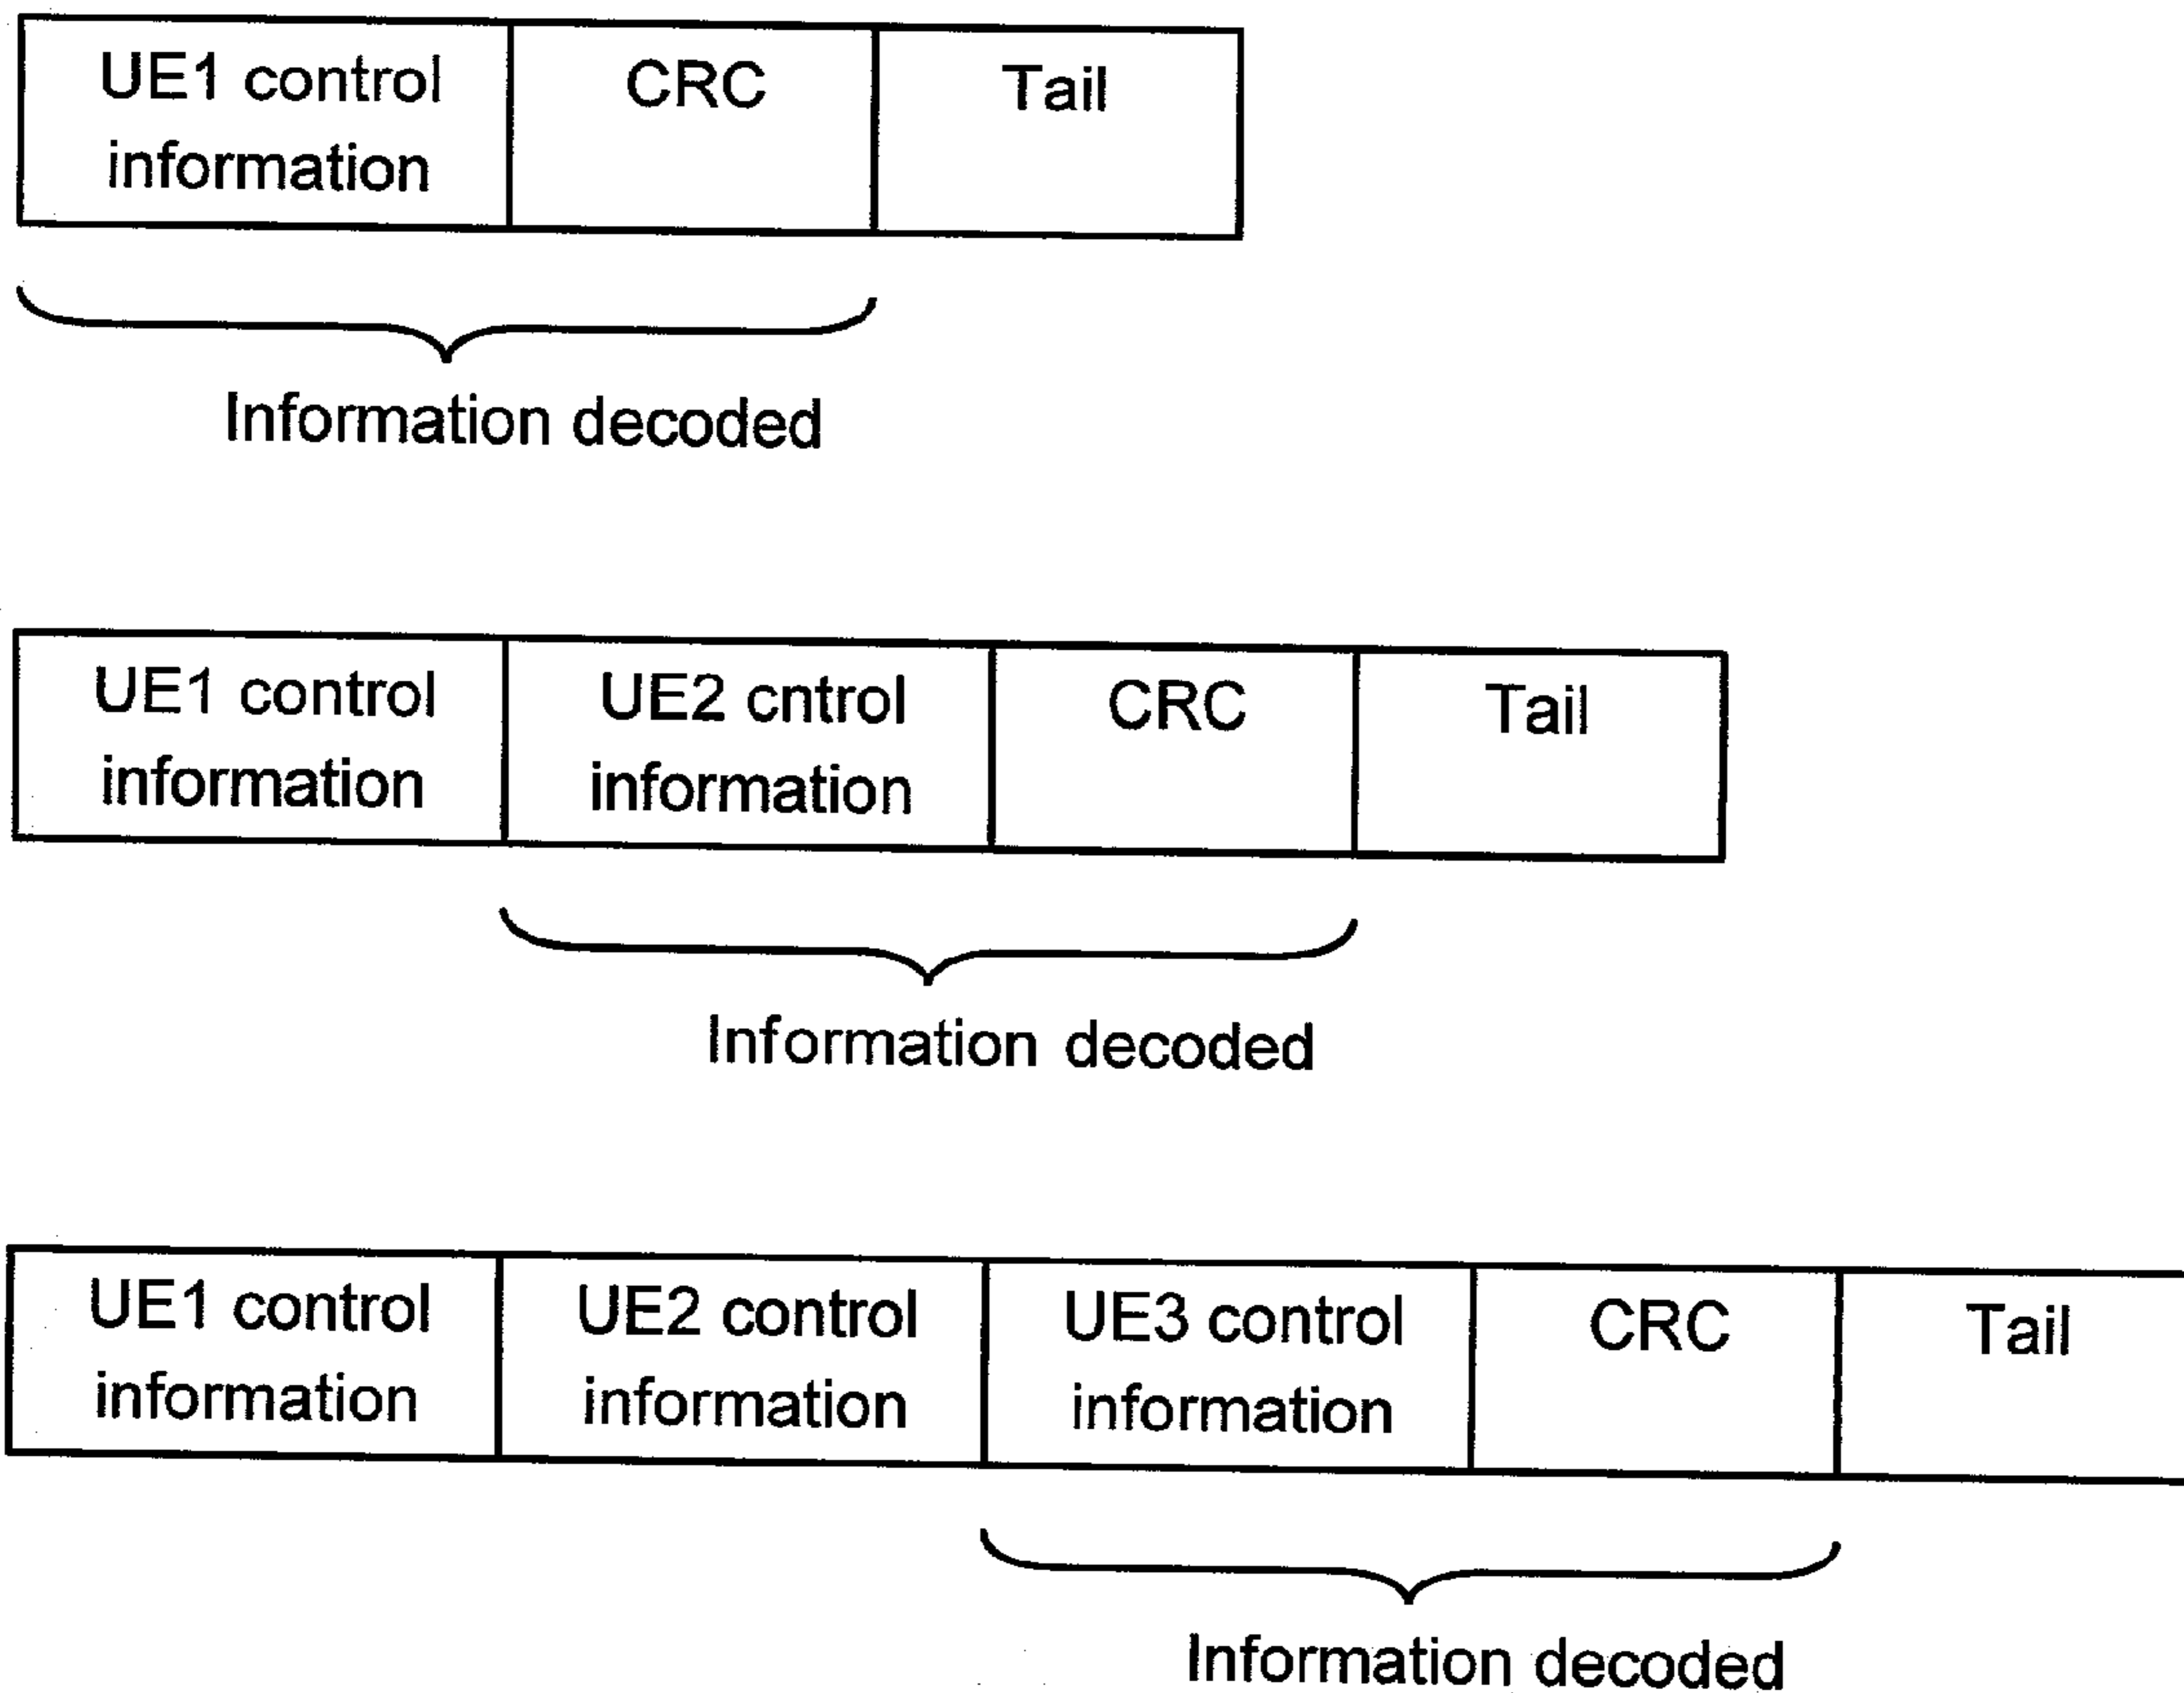 UE1 control
information
CRC
Tail
Information decoded
UE1 control
information
UE2 cntrol
information
CRC
Tail
Information decoded
UE1 control
information
UE2 control
information
UE3 control
information
CRC
Tail
Information decoded